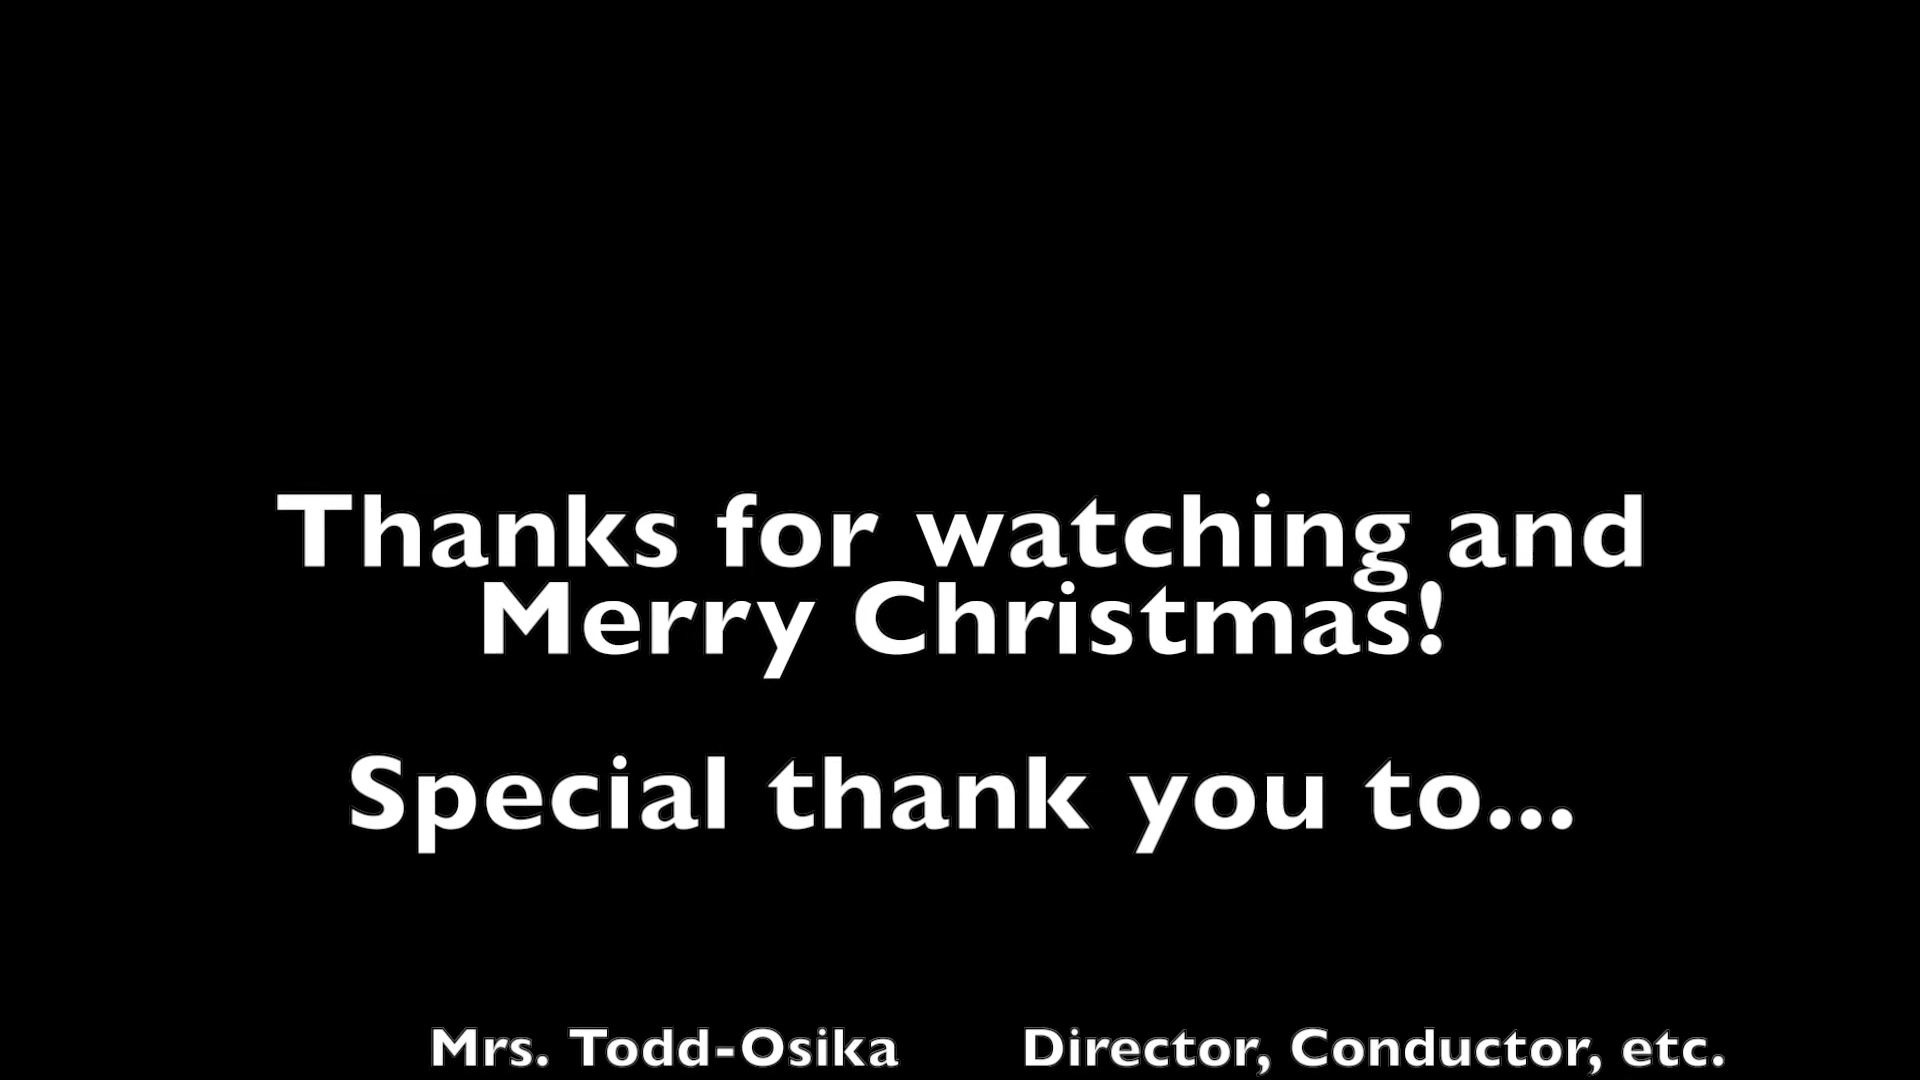 Thanks for watching and
Merry Christmas!
Special thank you to...
Mrs. Todd-Osika Director, Conductor, etc.